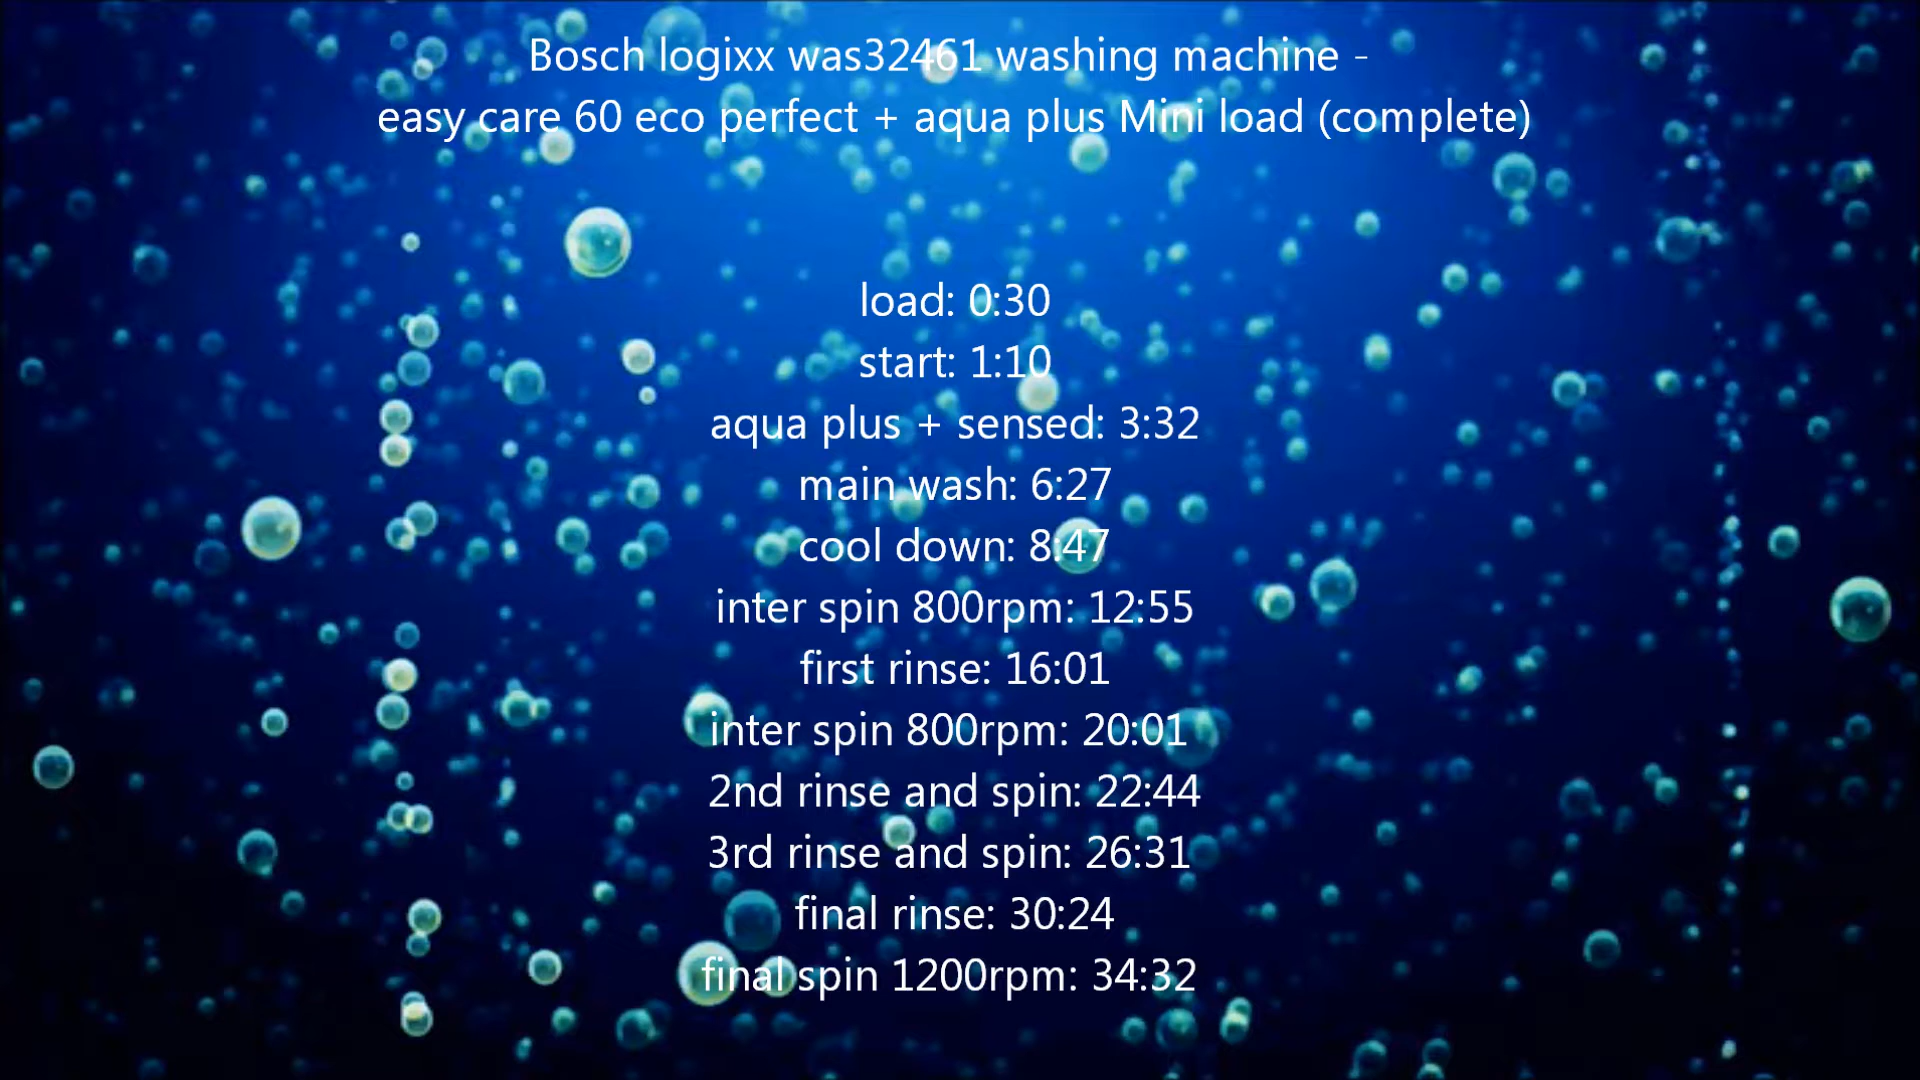 Bosch logixx was32461 washing machine -
easy care 60 eco perfect + aqua plus Mini load (complete)
load: 0:30
start: 1:10
aqua plus + sensed: 3:32
main wash: 6:27
cool down: 8:47
inter spin 800rpm: 12:55
first rinse: 16:01
inter spin 800rpm: 20:01
2nd rinse and spin: 22:44
3rd rinse and spin: 26:31
final rinse: 30:24
final spin 1200rpm: 34:32